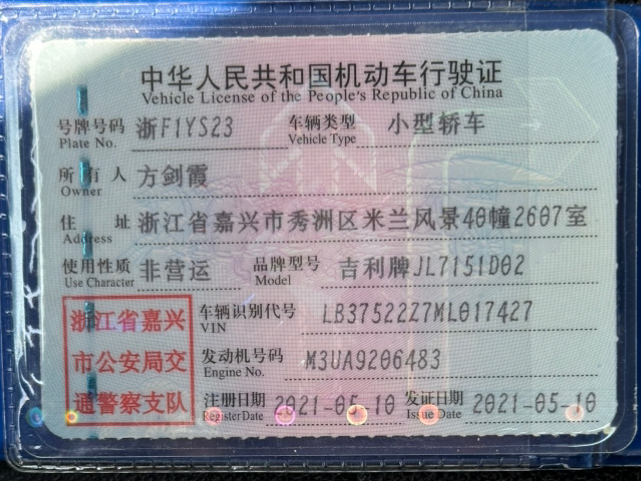 中华人民共和国机动车行驶证
Vehicle License of the People's Republic of China
号牌号码 浙F1YS23 车辆类型 小型轿车
Plate No. Vehicle Type
所有人 方剑霞
Owner
住址 浙江省嘉兴市秀洲区米兰风景40幢2607室
Address
使用性质 非营运 品牌型号 吉利牌JL7151D02
Use Character Model
浙江省嘉兴 车辆识别代号 LB37522Z7ML017427
VIN
市公安局交 发动机号码 M3UA9206483
Engine No.
通警察支队 注册日期 2021-05-10 发证日期 2021-05-10
Register Date Issue Date